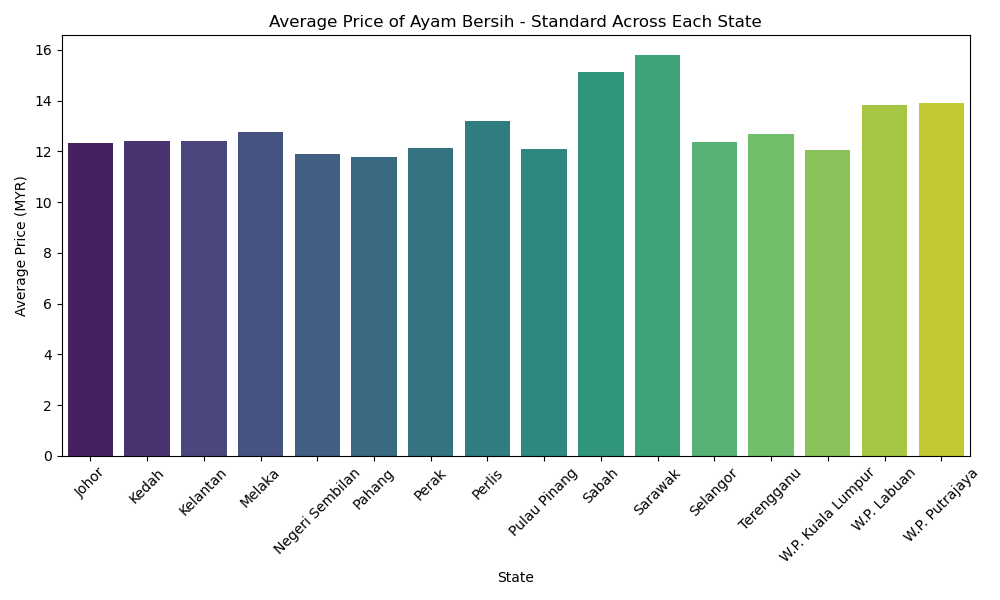 Average Price of Ayam Bersih - Standard Across Each State
Average Price (MYR)
16
14
12
10
8
6
4
2
0
Johor
Kedah
Kelantan
Melaka
Negeri Sembilan
Pahang
Perak
Perlis
Pulau Pinang
Sabah
Sarawak
Selangor
Terengganu
W.P. Kuala Lumpur
W.P. Labuan
W.P. Putrajaya
State